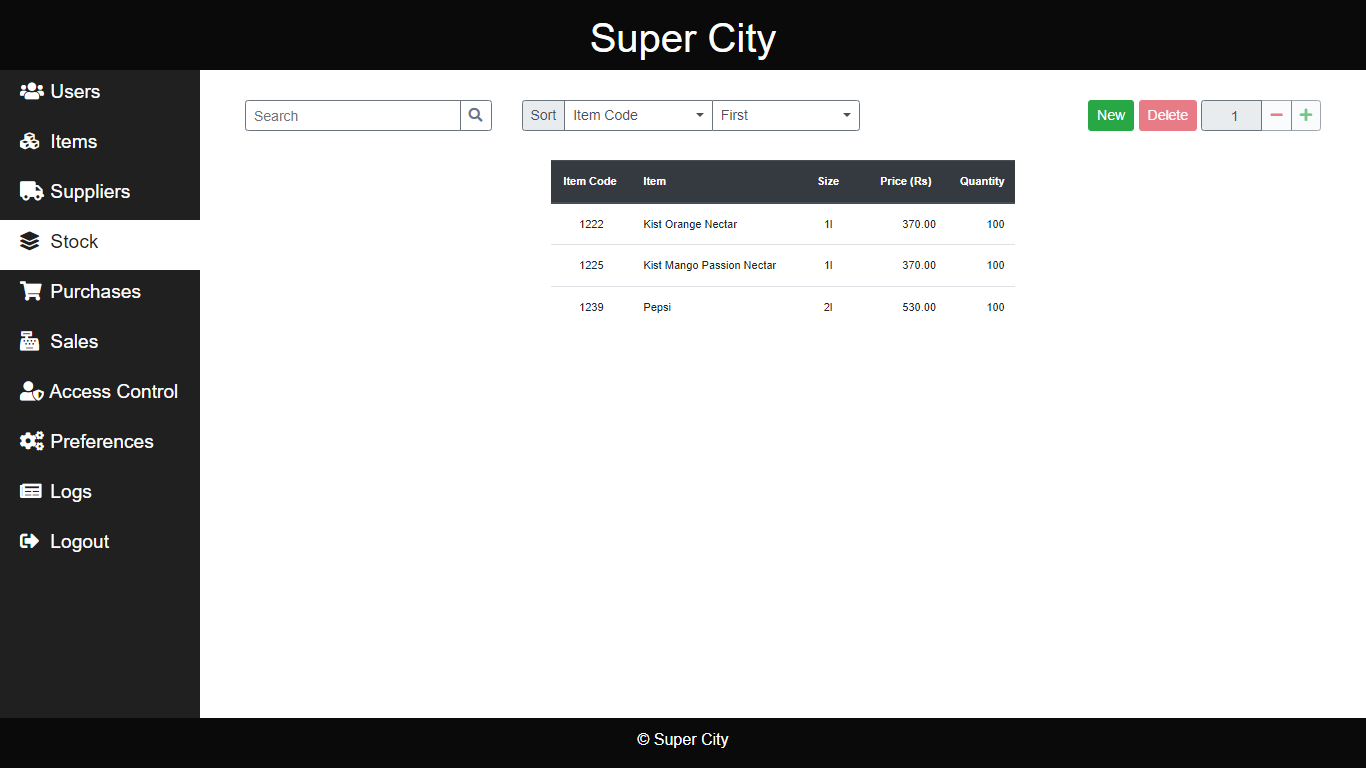 Super City
Users
Items
Suppliers
Stock
Purchases
Sales
Access Control
Preferences
Logs
Logout
Search
Sort Item Code First
New Delete 1
Item Code Item Size Price (Rs) Quantity
1222 Kist Orange Nectar 1l 370.00 100
1225 Kist Mango Passion Nectar 1l 370.00 100
1239 Pepsi 2l 530.00 100
© Super City